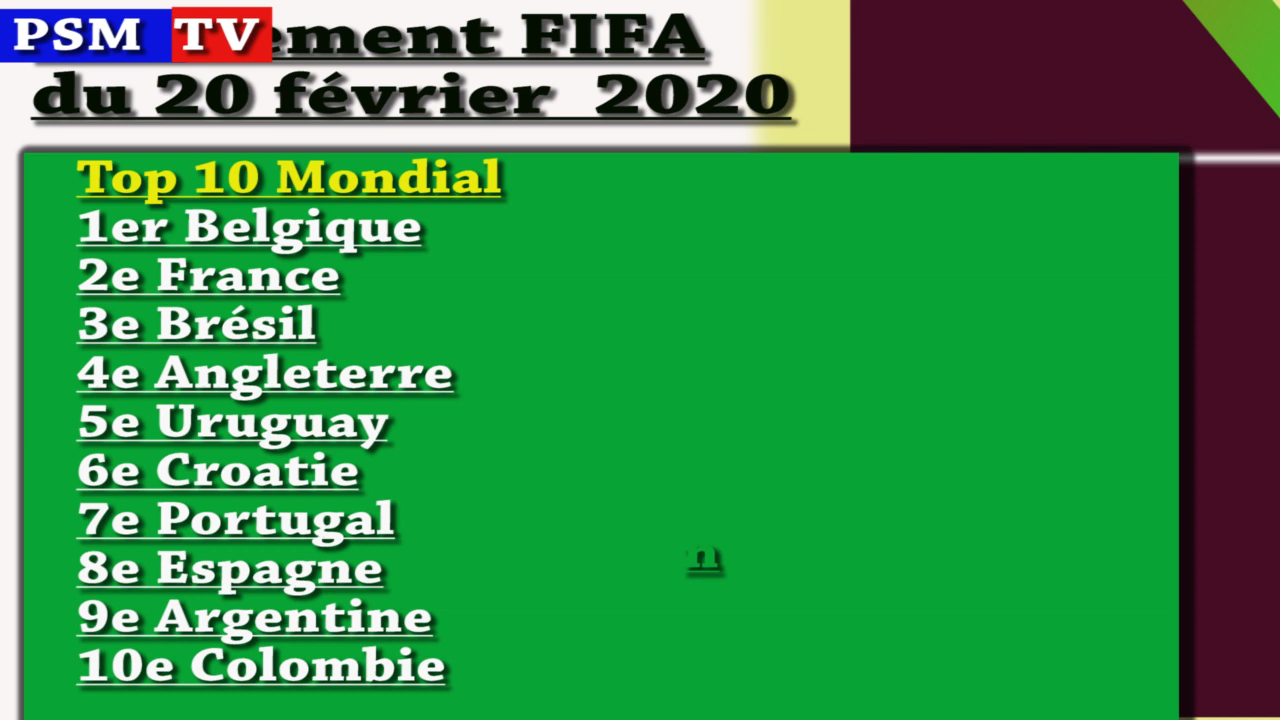 PSM TV ement FIFA
du 20 février 2020
Top 10 Mondial
1er Belgique
2e France
3e Brésil
4e Angleterre
5e Uruguay
6e Croatie
7e Portugal
n
8e Espagne
9e Argentine
10e Colombie